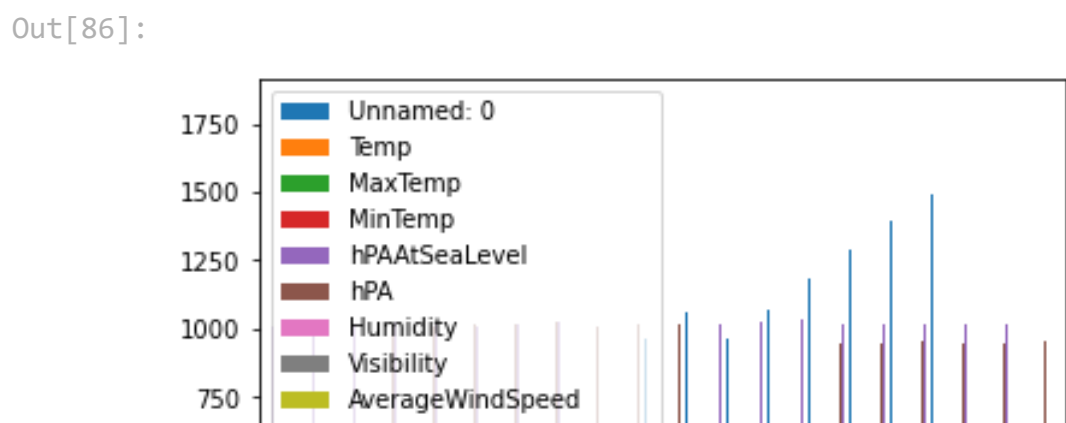 Out[86]:
1750
1500
1250
1000
750
Unnamed: 0
Temp
MaxTemp
MinTemp
hPAAtSeaLevel
hPA
Humidity
Visibility
AverageWindSpeed